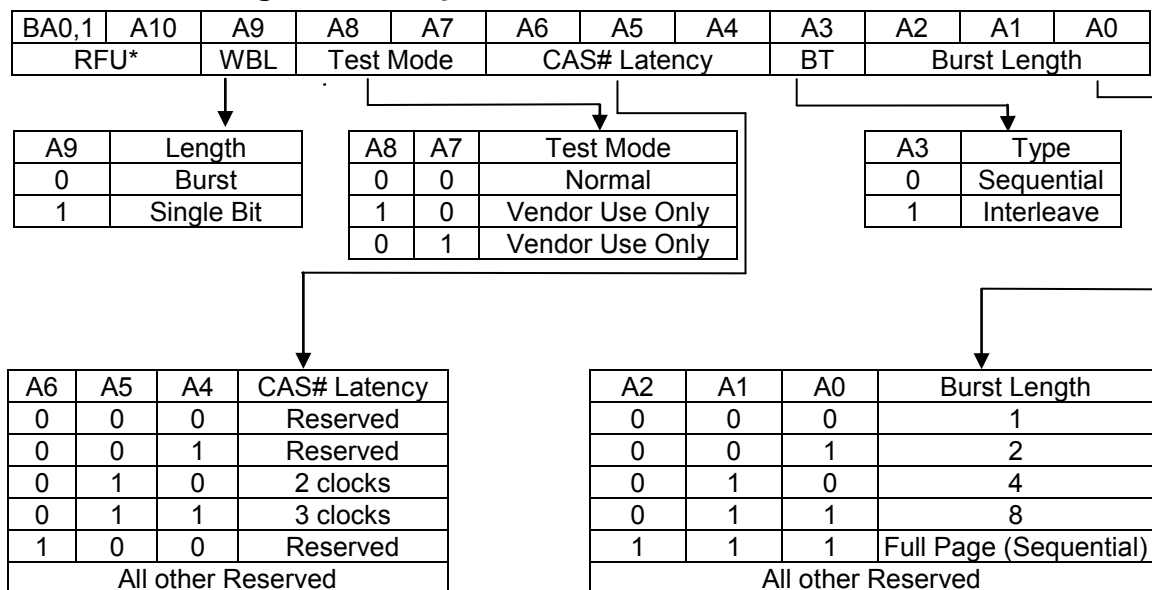 BA0,1 A10 A9 A8 A7 A6 A5 A4 A3 A2 A1 A0
RFU* WBL Test Mode CAS# Latency BT Burst Length
A9 Length
0 Burst
1 Single Bit
A8 A7 Test Mode
0 0 Normal
1 0 Vendor Use Only
0 1 Vendor Use Only
A3 Type
0 Sequential
1 Interleave
A6 A5 A4 CAS# Latency
0 0 0 Reserved
0 0 1 Reserved
0 1 0 2 clocks
0 1 1 3 clocks
1 0 0 Reserved
All other Reserved
A2 A1 A0 Burst Length
0 0 0 1
0 0 1 2
0 1 0 4
0 1 1 8
1 1 1 Full Page (Sequential)
All other Reserved